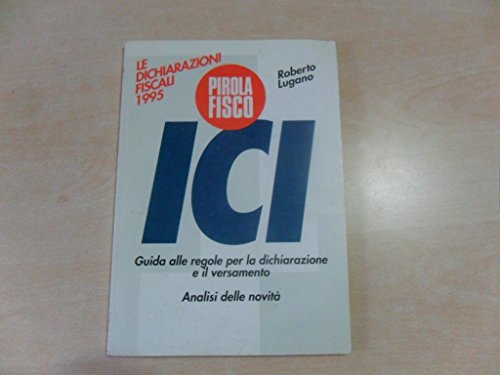 LE
DICHIARAZIONI
FISCALI
1995
PIROLA
FISCO
Roberto
Lugano
ICI
Guida alle regole per la dichiarazione
e il versamento
Analisi delle novità